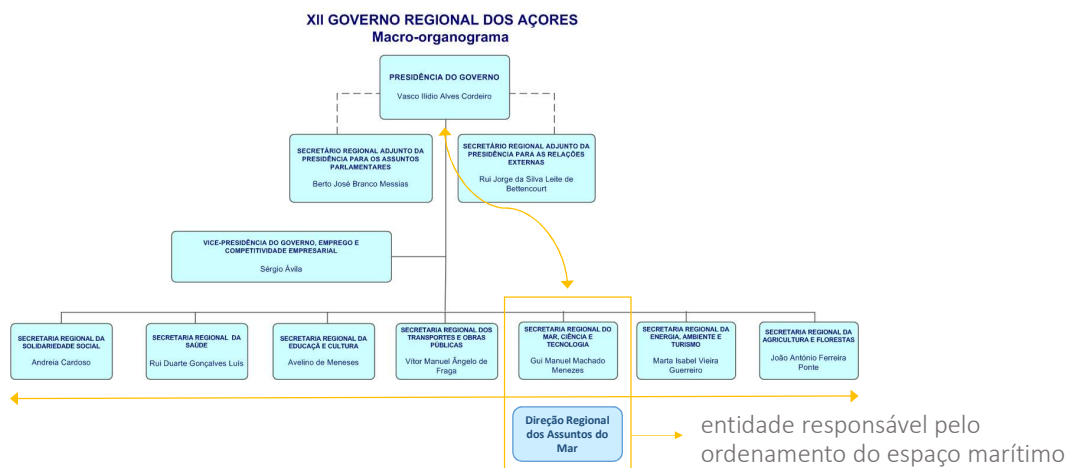 XII GOVERNO REGIONAL DOS AÇORES
Macro-organograma
PRESIDÊNCIA DO GOVERNO
Vasco Ilídio Alves Cordeiro
SECRETÁRIO REGIONAL ADJUNTO DA
PRESIDÊNCIA PARA OS ASSUNTOS
PARLAMENTARES
Berto José Branco Messias
SECRETÁRIO REGIONAL ADJUNTO DA
PRESIDÊNCIA PARA AS RELAÇÕES
EXTERNAS
Rui Jorge da Silva Leite de
Bettencourt
VICE-PRESIDÊNCIA DO GOVERNO, EMPREGO E
COMPETITIVIDADE EMPRESARIAL
Sérgio Ávila
SECRETARIA REGIONAL DA
SOLIDARIEDADE SOCIAL
Andreia Cardoso
SECRETARIA REGIONAL DA
SAÚDE
Rui Duarte Gonçalves Luís
SECRETARIA REGIONAL DA
EDUCAÇÃ E CULTURA
Avelino de Meneses
SECRETARIA REGIONAL DOS
TRANSPORTES E OBRAS
PÚBLICAS
Vítor Manuel Ângelo de
Fraga
SECRETARIA REGIONAL DO
MAR, CIÊNCIA E
TECNOLOGIA
Gui Manuel Machado
Menezes
SECRETARIA REGIONAL DA
ENERGIA, AMBIENTE E
TURISMO
Marta Isabel Vieira
Guerreiro
SECRETARIA REGIONAL DA
AGRICULTURA E FLORESTAS
João António Ferreira
Ponte
Direção Regional
dos Assuntos do
Mar
entidade responsável pelo
ordenamento do espaço marítimo